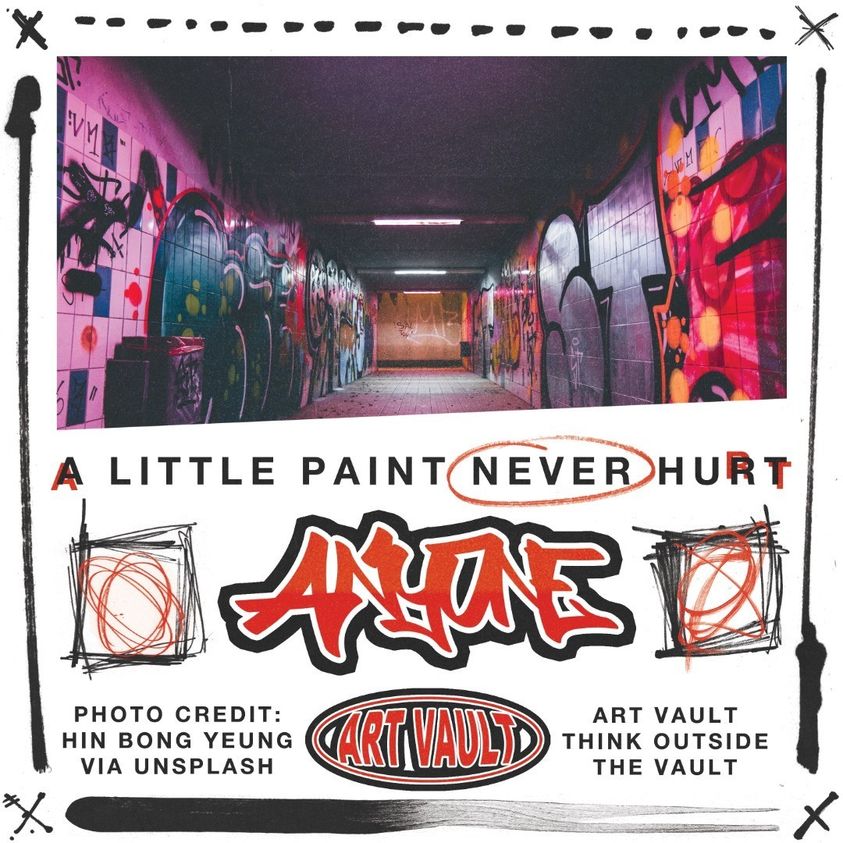 A LITTLE PAINT NEVER HURT
ANYONE
PHOTO CREDIT:
HIN BONG YEUNG
VIA UNSPLASH
ART VAULT
ART VAULT
THINK OUTSIDE
THE VAULT